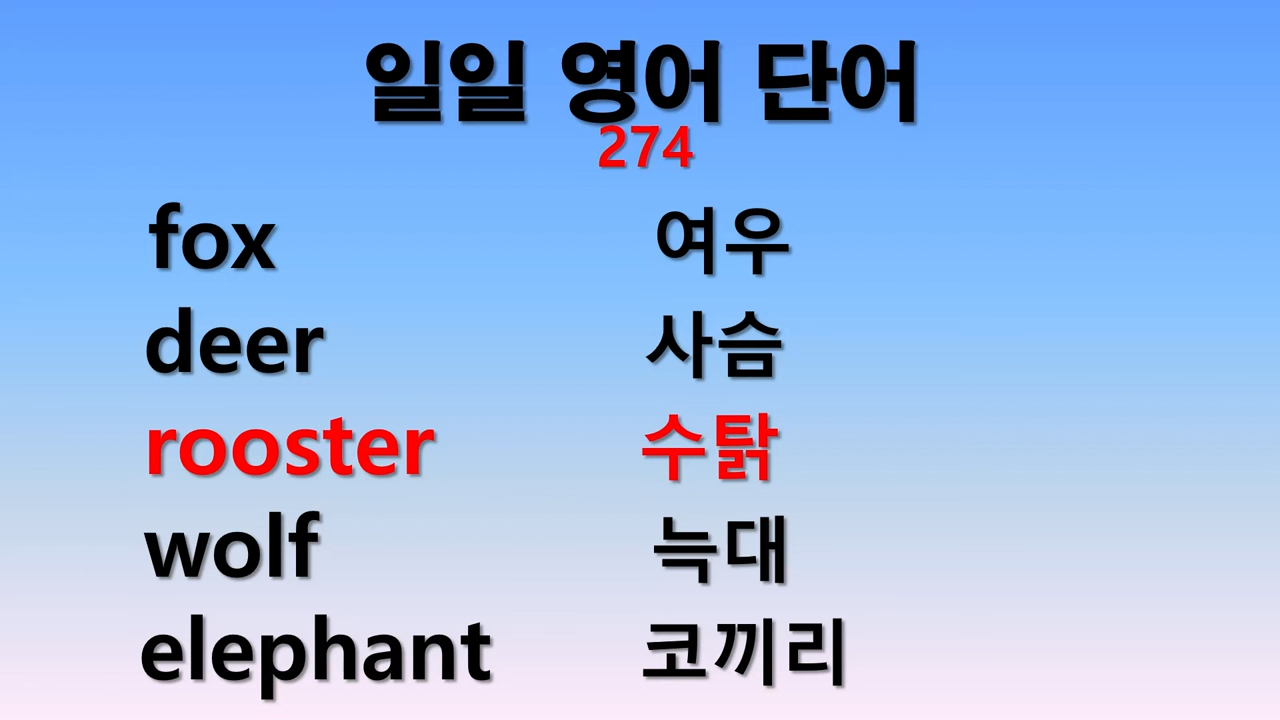 일일 영어 단어
274
fox 여우
deer 사슴
rooster 수탉
wolf 늑대
elephant 코끼리